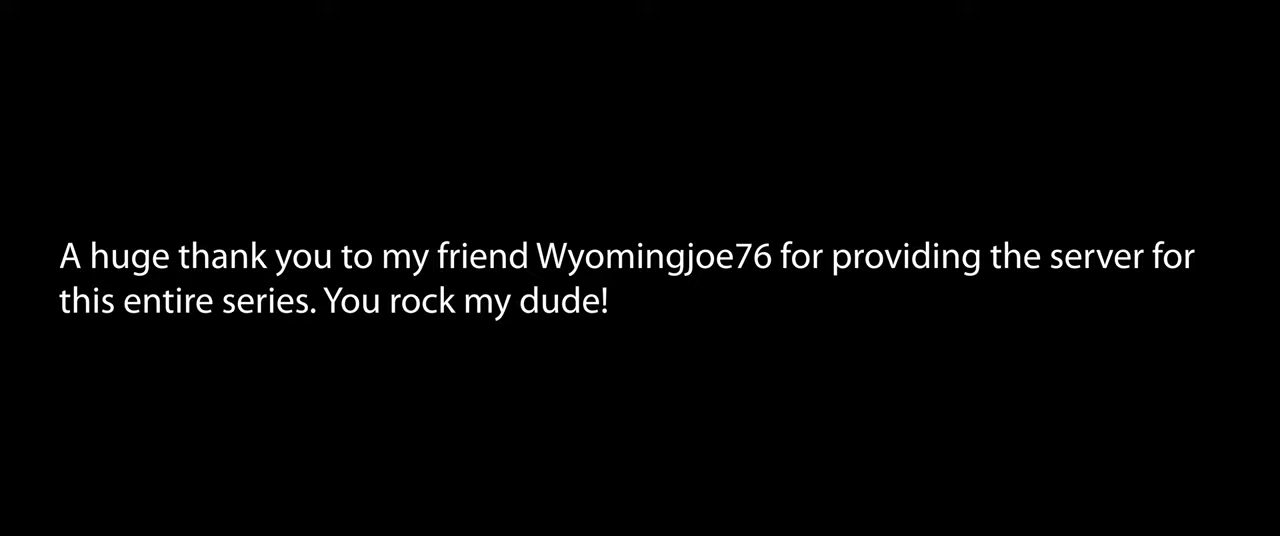 A huge thank you to my friend Wyomingjoe76 for providing the server for
this entire series. You rock my dude!